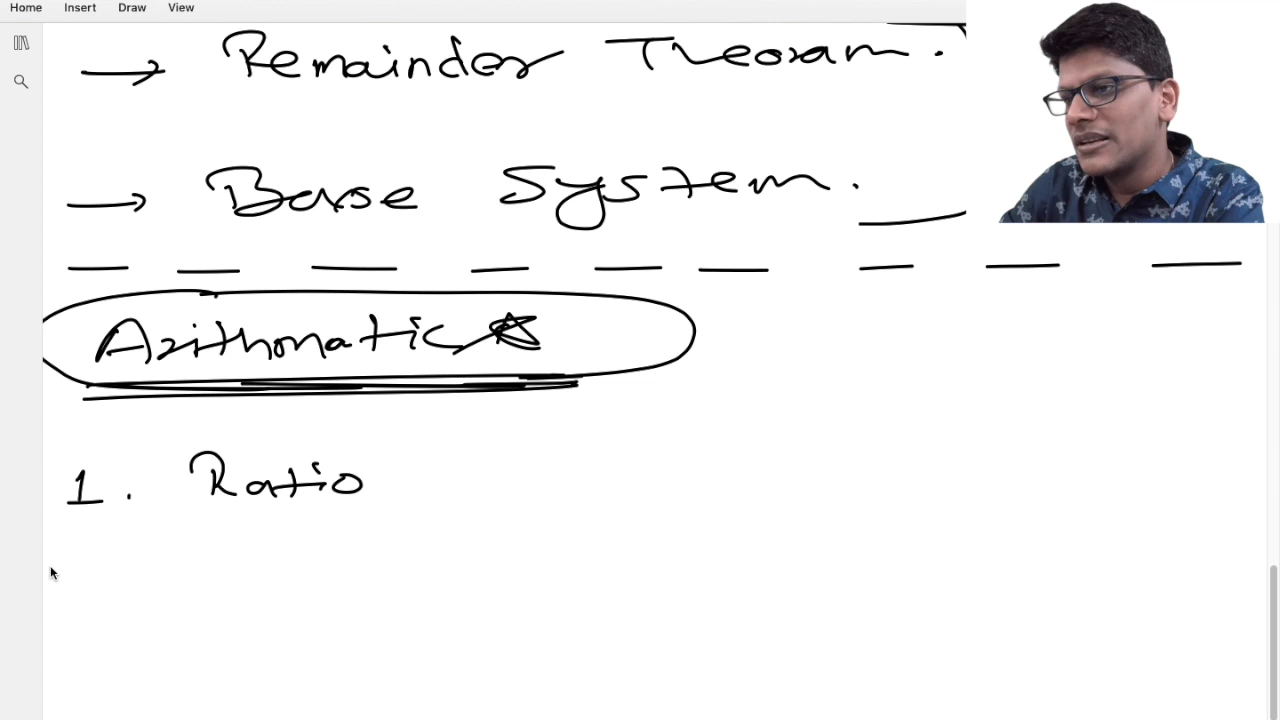 Home Insert Draw View
→ Remainder Theoram.
→ Base System.
Arithmatic
1. Ratio